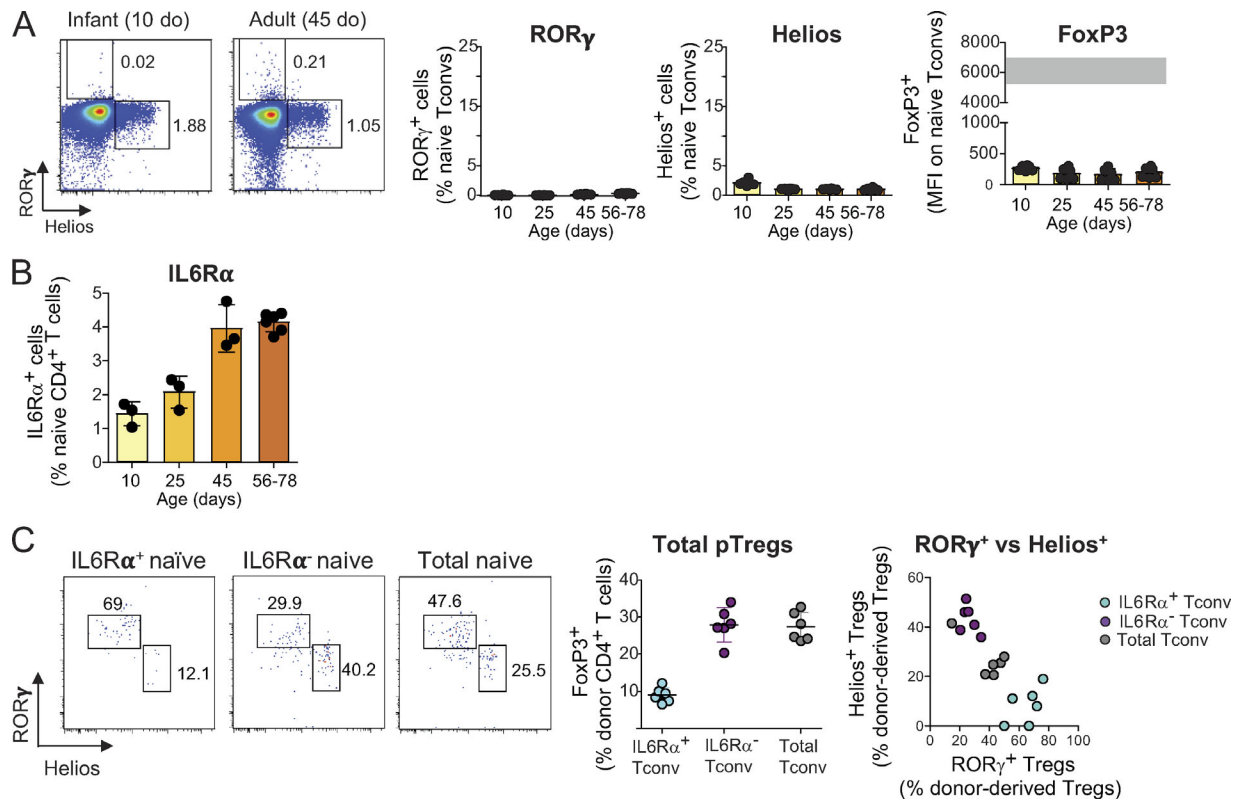 A
Infant (10 do)
Adult (45 do)
0.02
1.88
0.21
1.05
RORγ
Helios
RORγ
RORγ⁺ cells
(% naive Tconvs)
25
20
15
10
5
0
10 25 45 56-78
Age (days)
Helios
Helios⁺ cells
(% naive Tconvs)
25
20
15
10
5
0
10 25 45 56-78
Age (days)
FoxP3
FoxP3⁺
(MFI on naive Tconvs)
8000
6000
4000
1000
500
0
10 25 45 56-78
Age (days)
B
IL6Rα
IL6Rα⁺ cells
(% naive CD4⁺ T cells)
5
4
3
2
1
0
10 25 45 56-78
Age (days)
C
IL6Rα⁺ naïve
IL6Rα⁻ naive
Total naive
69
12.1
29.9
40.2
47.6
25.5
RORγ
Helios
Total pTregs
FoxP3⁺
(% donor CD4⁺ T cells)
40
30
20
10
IL6Rα⁺
Tconv
IL6Rα⁻
Tconv
Total
Tconv
RORγ⁺ vs Helios⁺
Helios⁺ Tregs
(% donor-derived Tregs)
60
40
20
0
0 20 40 60 80 100
RORγ⁺ Tregs
(% donor-derived Tregs)
IL6Rα⁺ Tconv
IL6Rα⁻ Tconv
Total Tconv